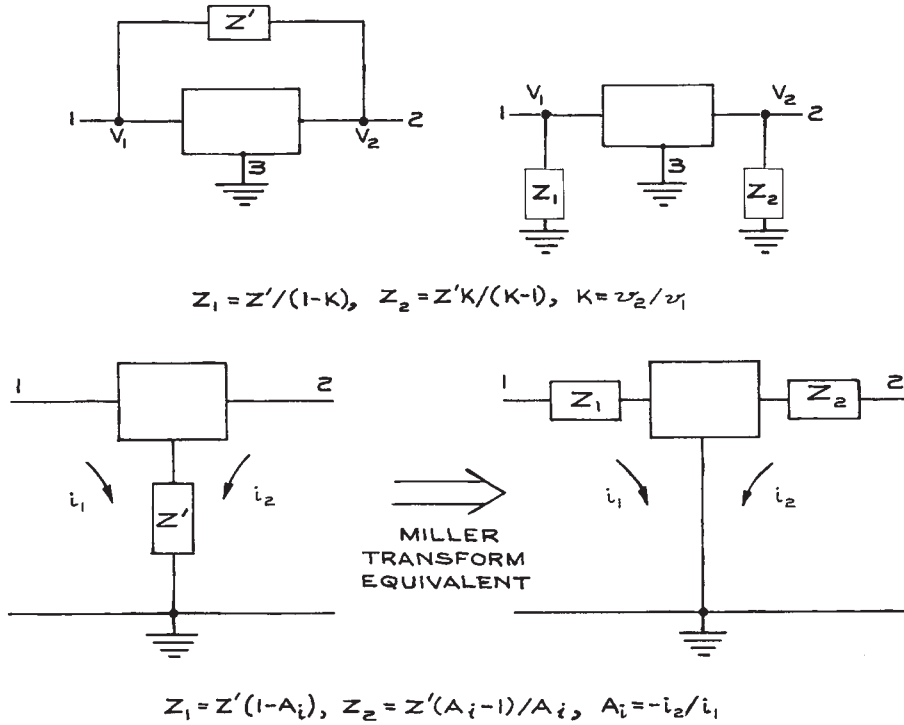 Z'
1 V₁ V₂ 2
3
V₁ V₂
1 2
3
Z₁ Z₂
Z₁ = Z'/(1-K), Z₂ = Z'K/(K-1), K = v₂/v₁
1 2
i₁ i₂
Z'
MILLER
TRANSFORM
EQUIVALENT
1 Z₁ Z₂ 2
i₁ i₂
Z₁ = Z'(1-Aᵢ), Z₂ = Z'(Aᵢ-1)/Aᵢ, Aᵢ = -i₂/i₁